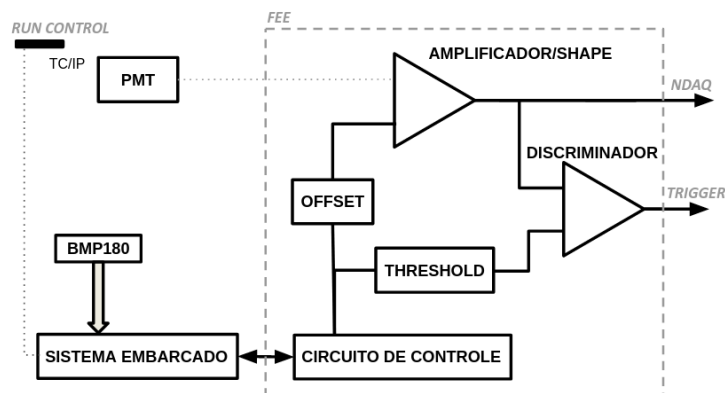 FEE
RUN CONTROL
TC/IP
PMT
AMPLIFICADOR/SHAPE
NDAQ
DISCRIMINADOR
TRIGGER
OFFSET
BMP180
THRESHOLD
SISTEMA EMBARCADO
CIRCUITO DE CONTROLE